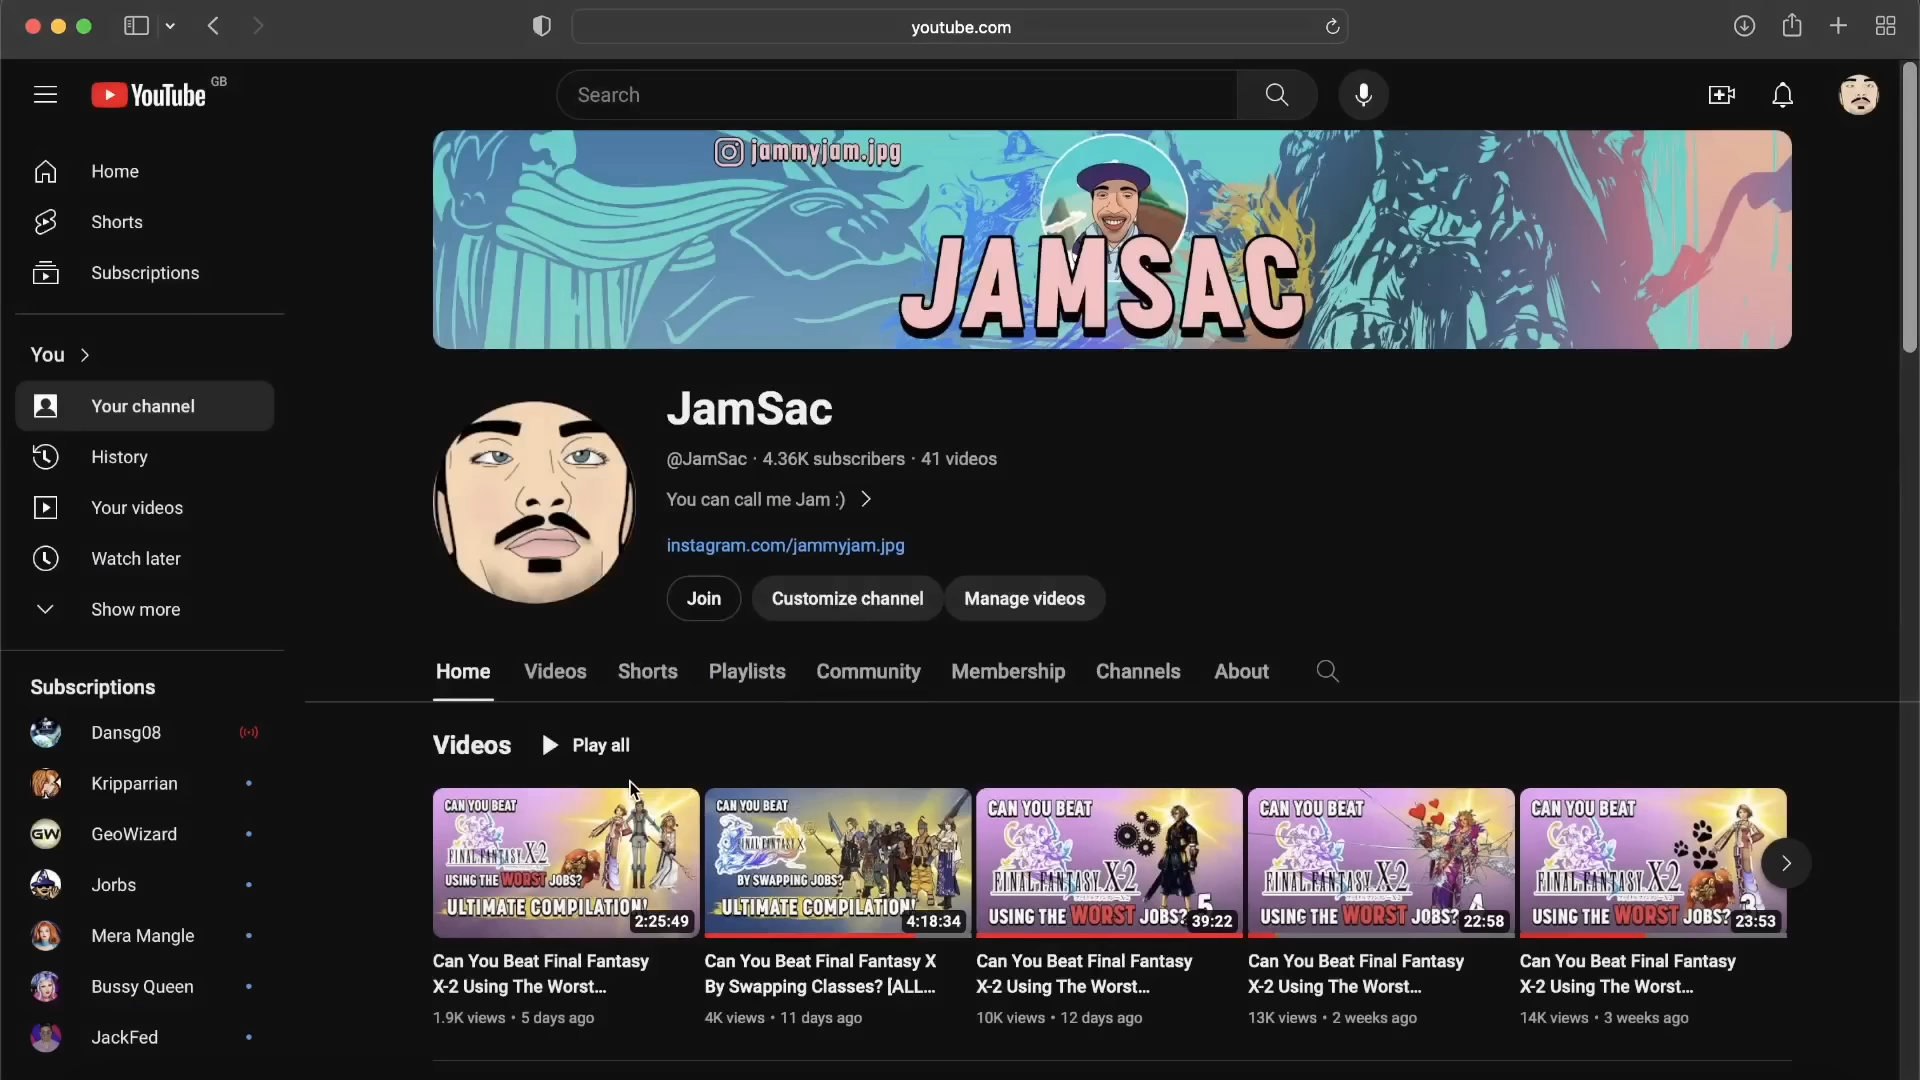 youtube.com
YouTube GB
Search
Home
Shorts
Subscriptions
You
Your channel
History
Your videos
Watch later
Show more
Subscriptions
Dansg08
Kripparrian
GW
GeoWizard
Jorbs
Mera Mangle
Bussy Queen
JackFed
jammyjam.jpg
JAMSAC
JamSac
@JamSac · 4.36K subscribers · 41 videos
You can call me Jam :)
instagram.com/jammyjam.jpg
Join Customize channel Manage videos
Home Videos Shorts Playlists Community Membership Channels About
Videos Play all
CAN YOU BEAT
FINAL FANTASY X-2
USING THE WORST JOBS?
ULTIMATE COMPILATION!
2:25:49
Can You Beat Final Fantasy
X-2 Using The Worst...
1.9K views • 5 days ago
CAN YOU BEAT
FINAL FANTASY X
BY SWAPPING JOBS?
ULTIMATE COMPILATION!
4:18:34
Can You Beat Final Fantasy X
By Swapping Classes? [ALL...
4K views • 11 days ago
CAN YOU BEAT
FINAL FANTASY X-2
USING THE WORST JOBS? 5
39:22
Can You Beat Final Fantasy
X-2 Using The Worst...
10K views • 12 days ago
CAN YOU BEAT
FINAL FANTASY X-2
USING THE WORST JOBS? 4
22:58
Can You Beat Final Fantasy
X-2 Using The Worst...
13K views • 2 weeks ago
CAN YOU BEAT
FINAL FANTASY X-2
USING THE WORST JOBS? 3
23:53
Can You Beat Final Fantasy
X-2 Using The Worst...
14K views • 3 weeks ago